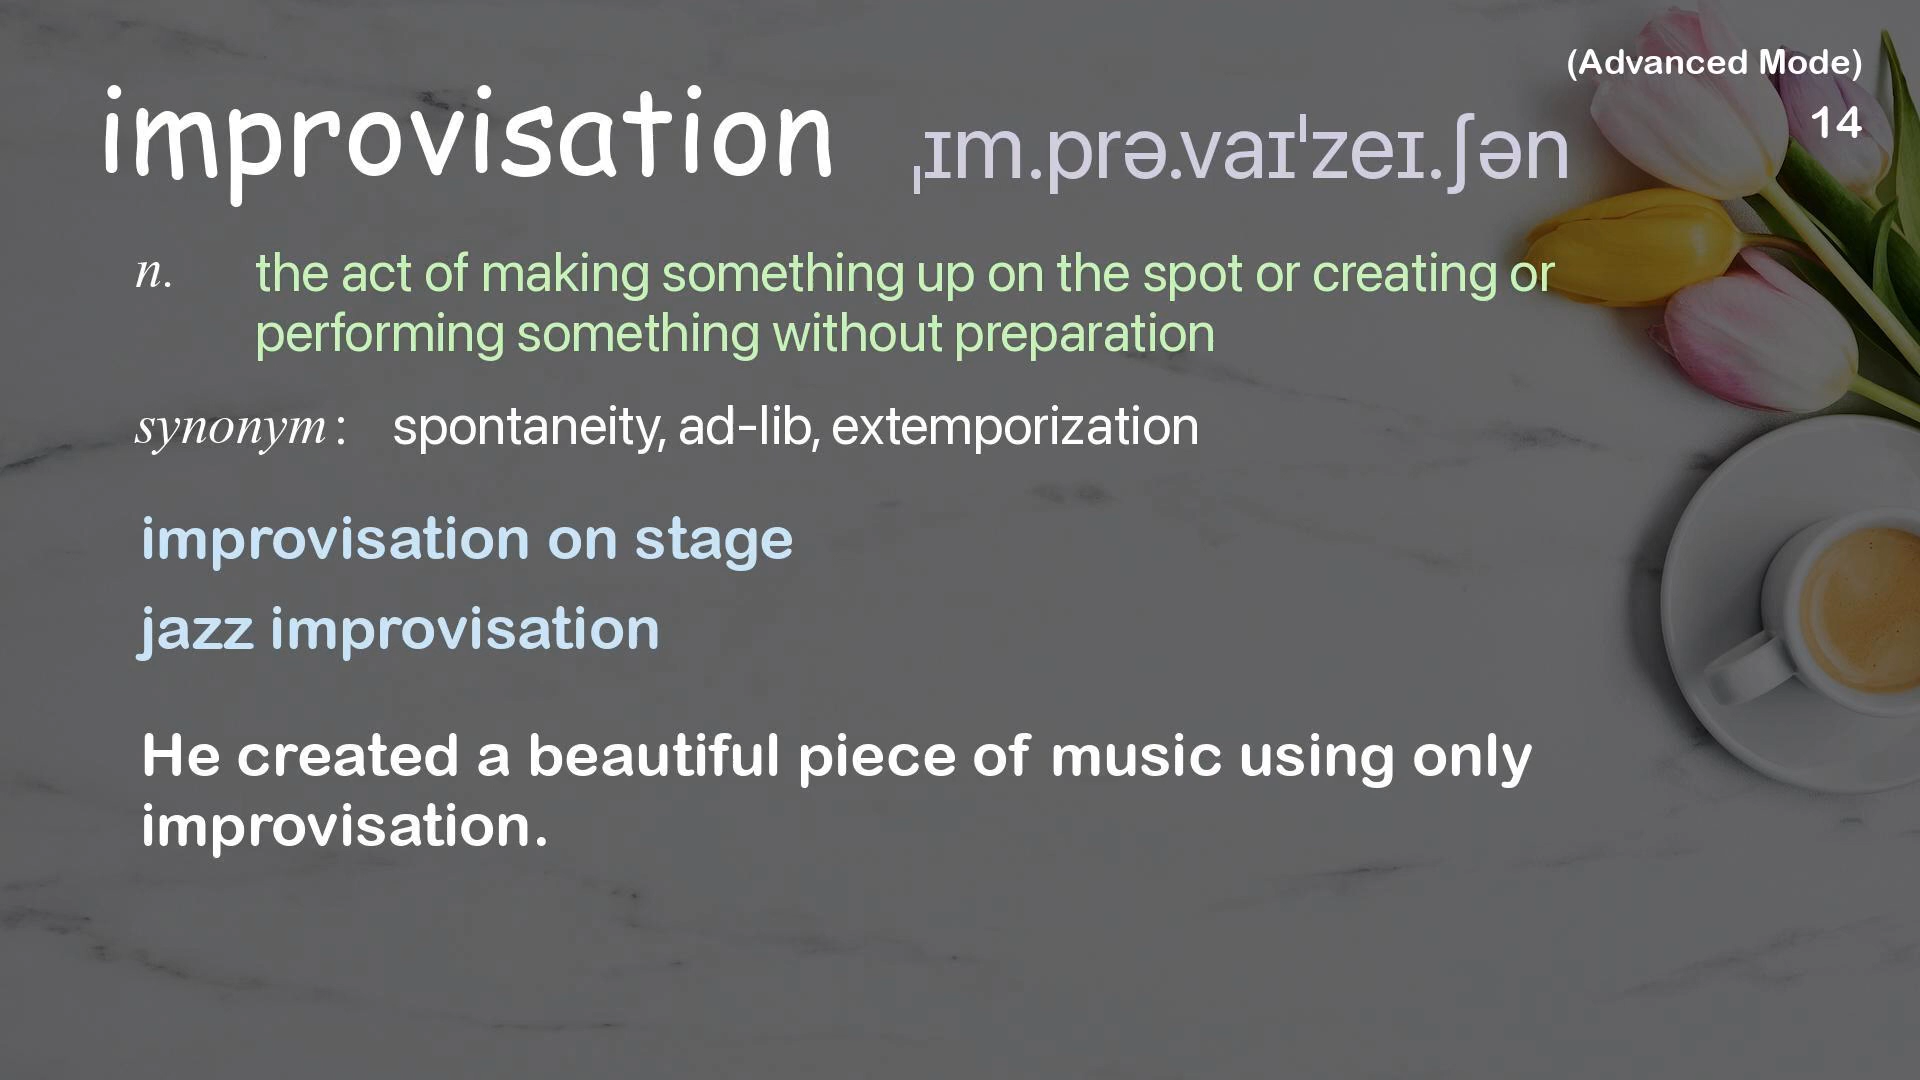 (Advanced Mode)
14
improvisation ˌɪm.prə.vaɪˈzeɪ.ʃən
n. the act of making something up on the spot or creating or
performing something without preparation
synonym : spontaneity, ad-lib, extemporization
improvisation on stage
jazz improvisation
He created a beautiful piece of music using only
improvisation.